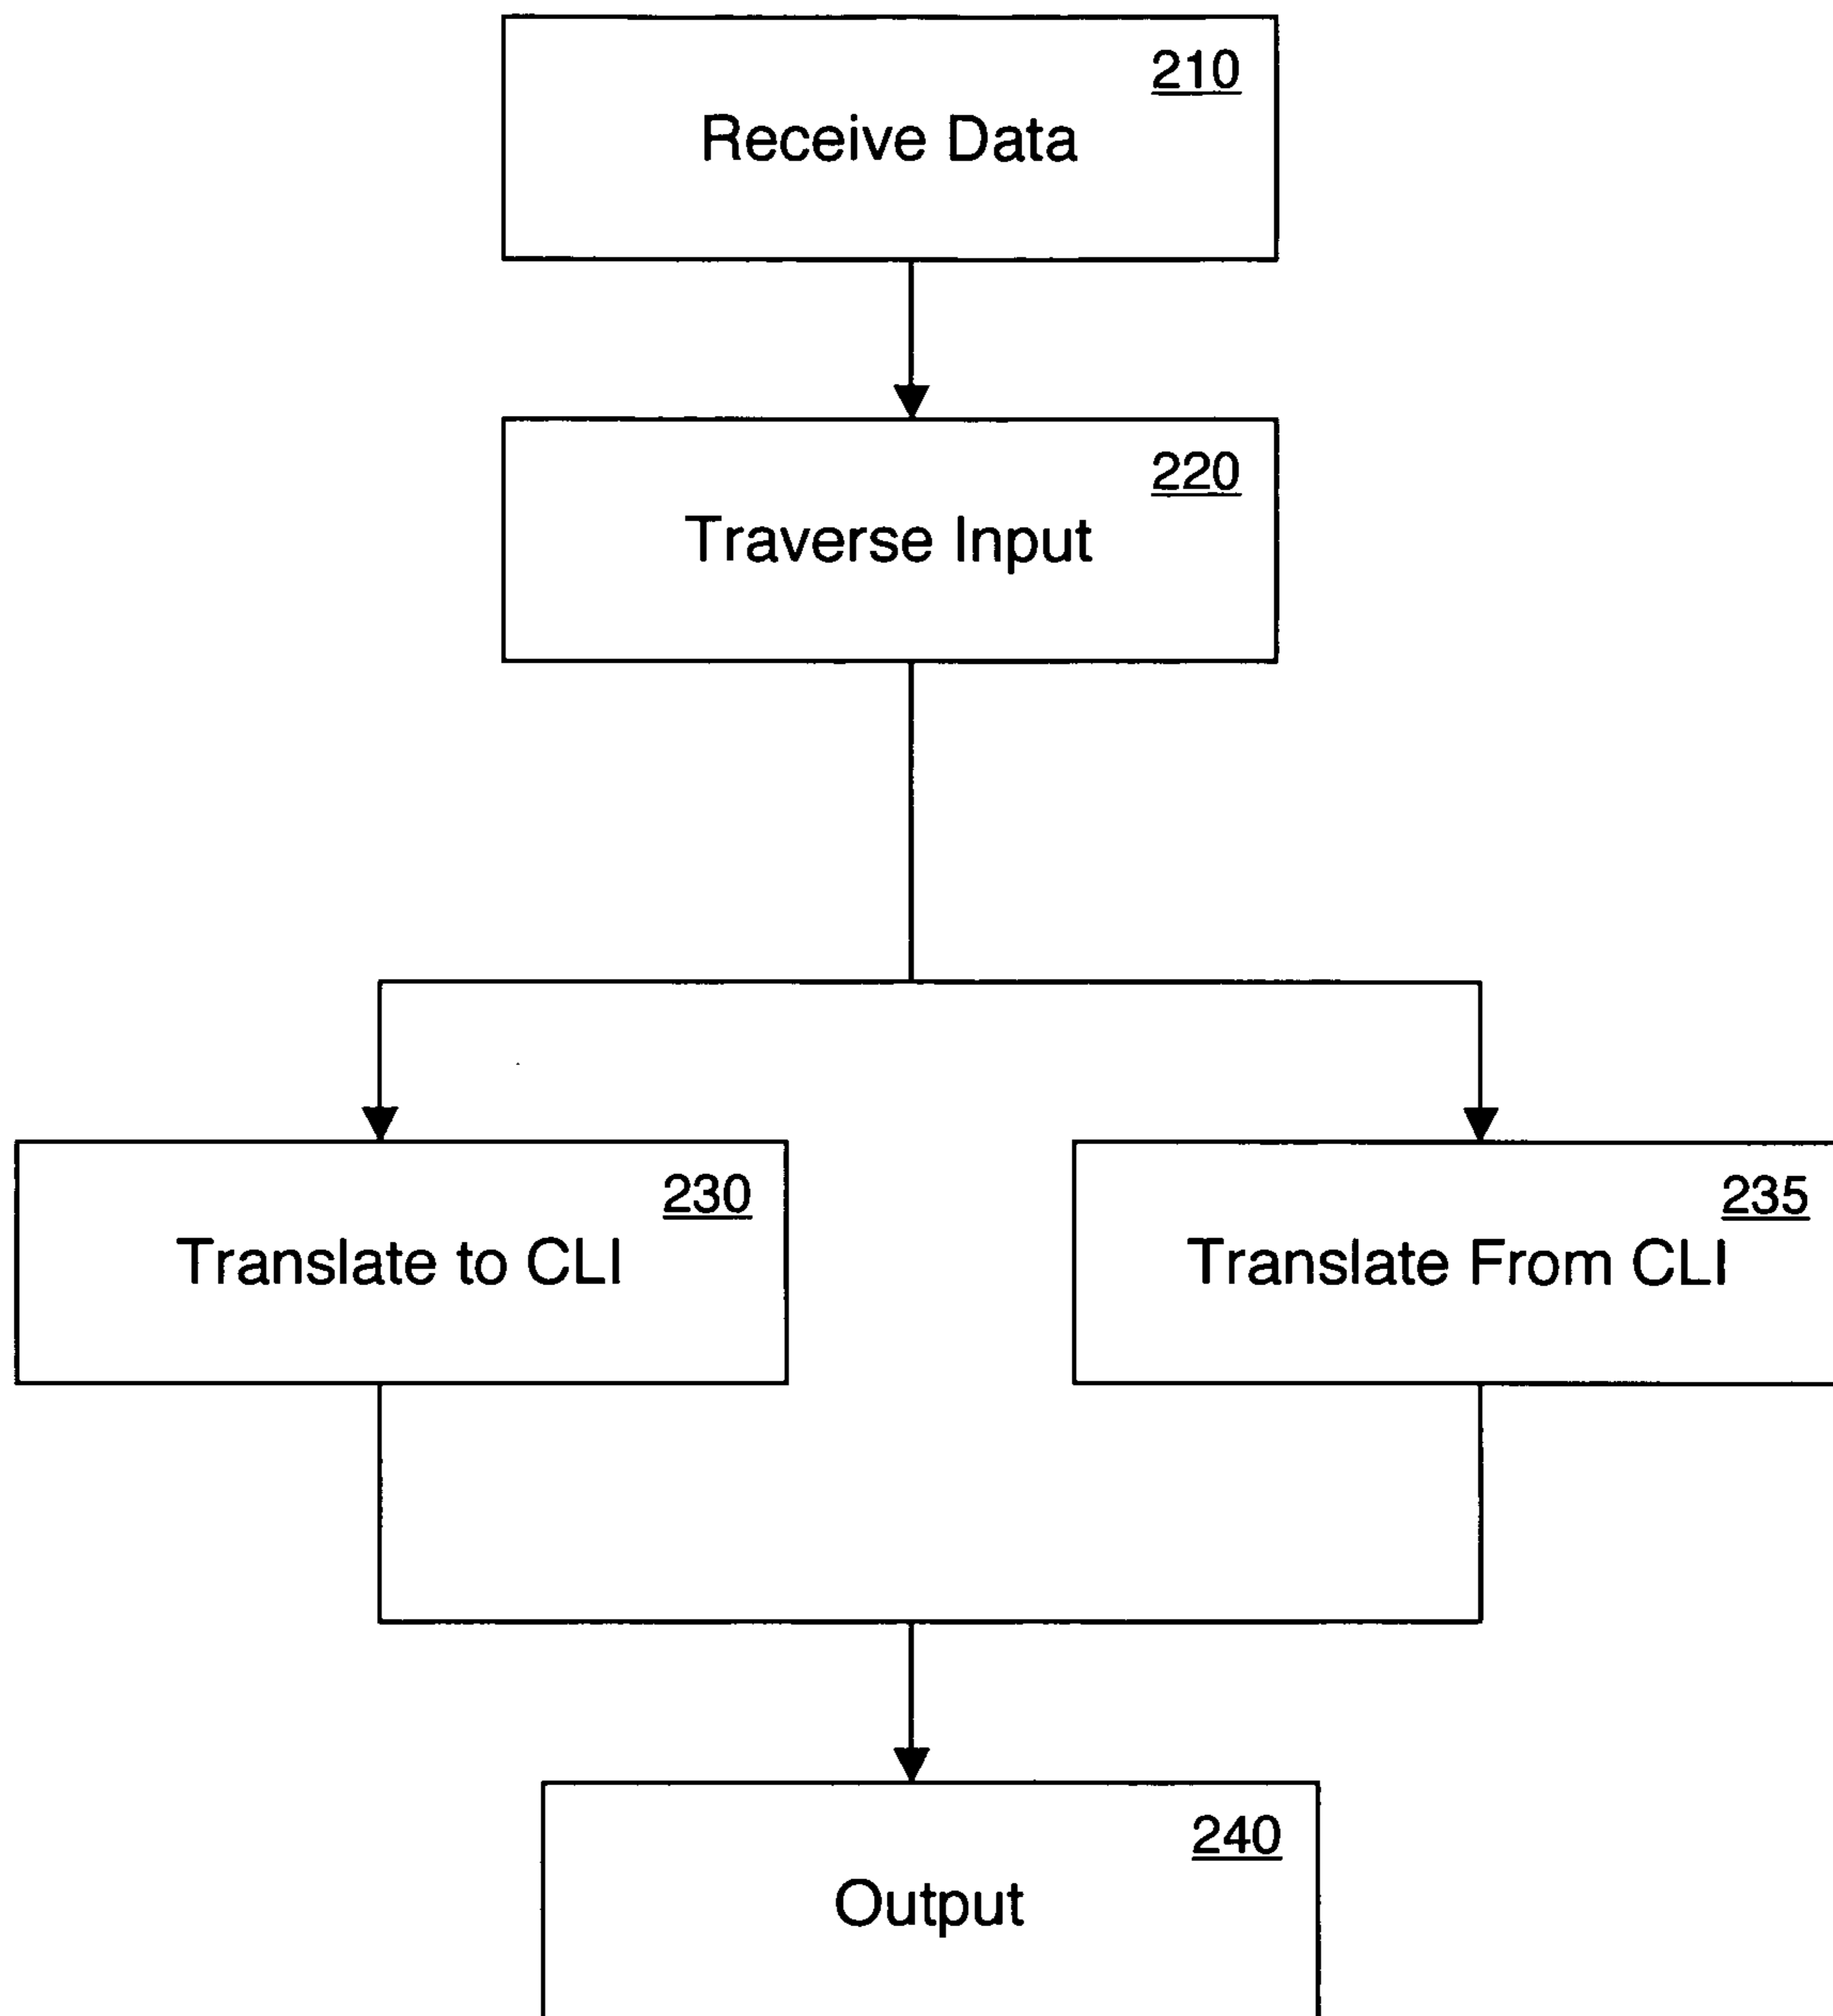 210
Receive Data
220
Traverse Input
230
Translate to CLI
235
Translate From CLI
240
Output